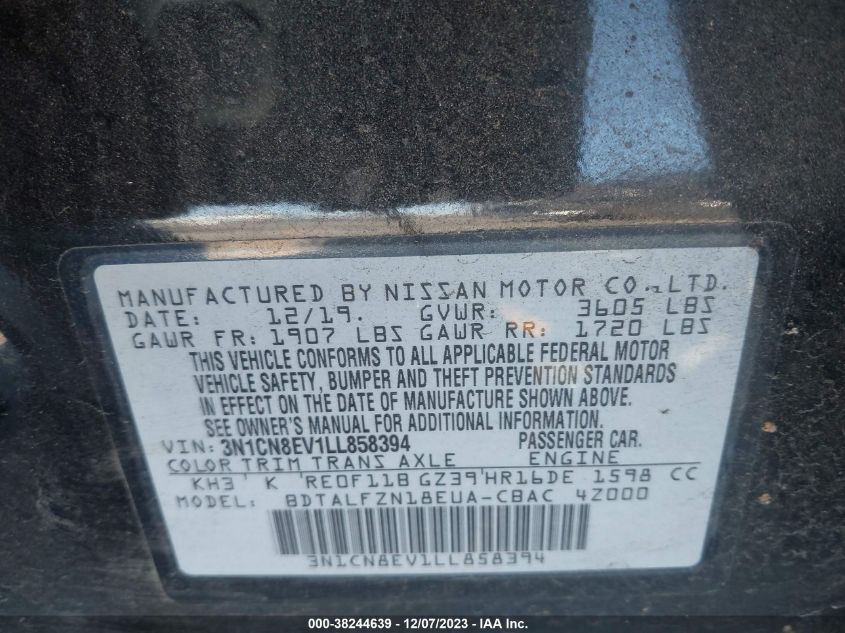 MANUFACTURED BY NISSAN MOTOR CO., LTD.
DATE: 12/19. GVWR: 3605 LBS
GAWR FR: 1907 LBS GAWR RR: 1720 LBS
THIS VEHICLE CONFORMS TO ALL APPLICABLE FEDERAL MOTOR
VEHICLE SAFETY, BUMPER AND THEFT PREVENTION STANDARDS
IN EFFECT ON THE DATE OF MANUFACTURE SHOWN ABOVE.
SEE OWNER'S MANUAL FOR ADDITIONAL INFORMATION.
VIN: 3N1CN8EV1LL858394 PASSENGER CAR.
COLOR TRIM TRANS AXLE ENGINE
KH3 K RE0F11B GZ39 HR16DE 1598 CC
MODEL: BDTALFZN18EUA-CBAC 4Z000
3N1CN8EV1LL858394
000-38244639 - 12/07/2023 - IAA Inc.